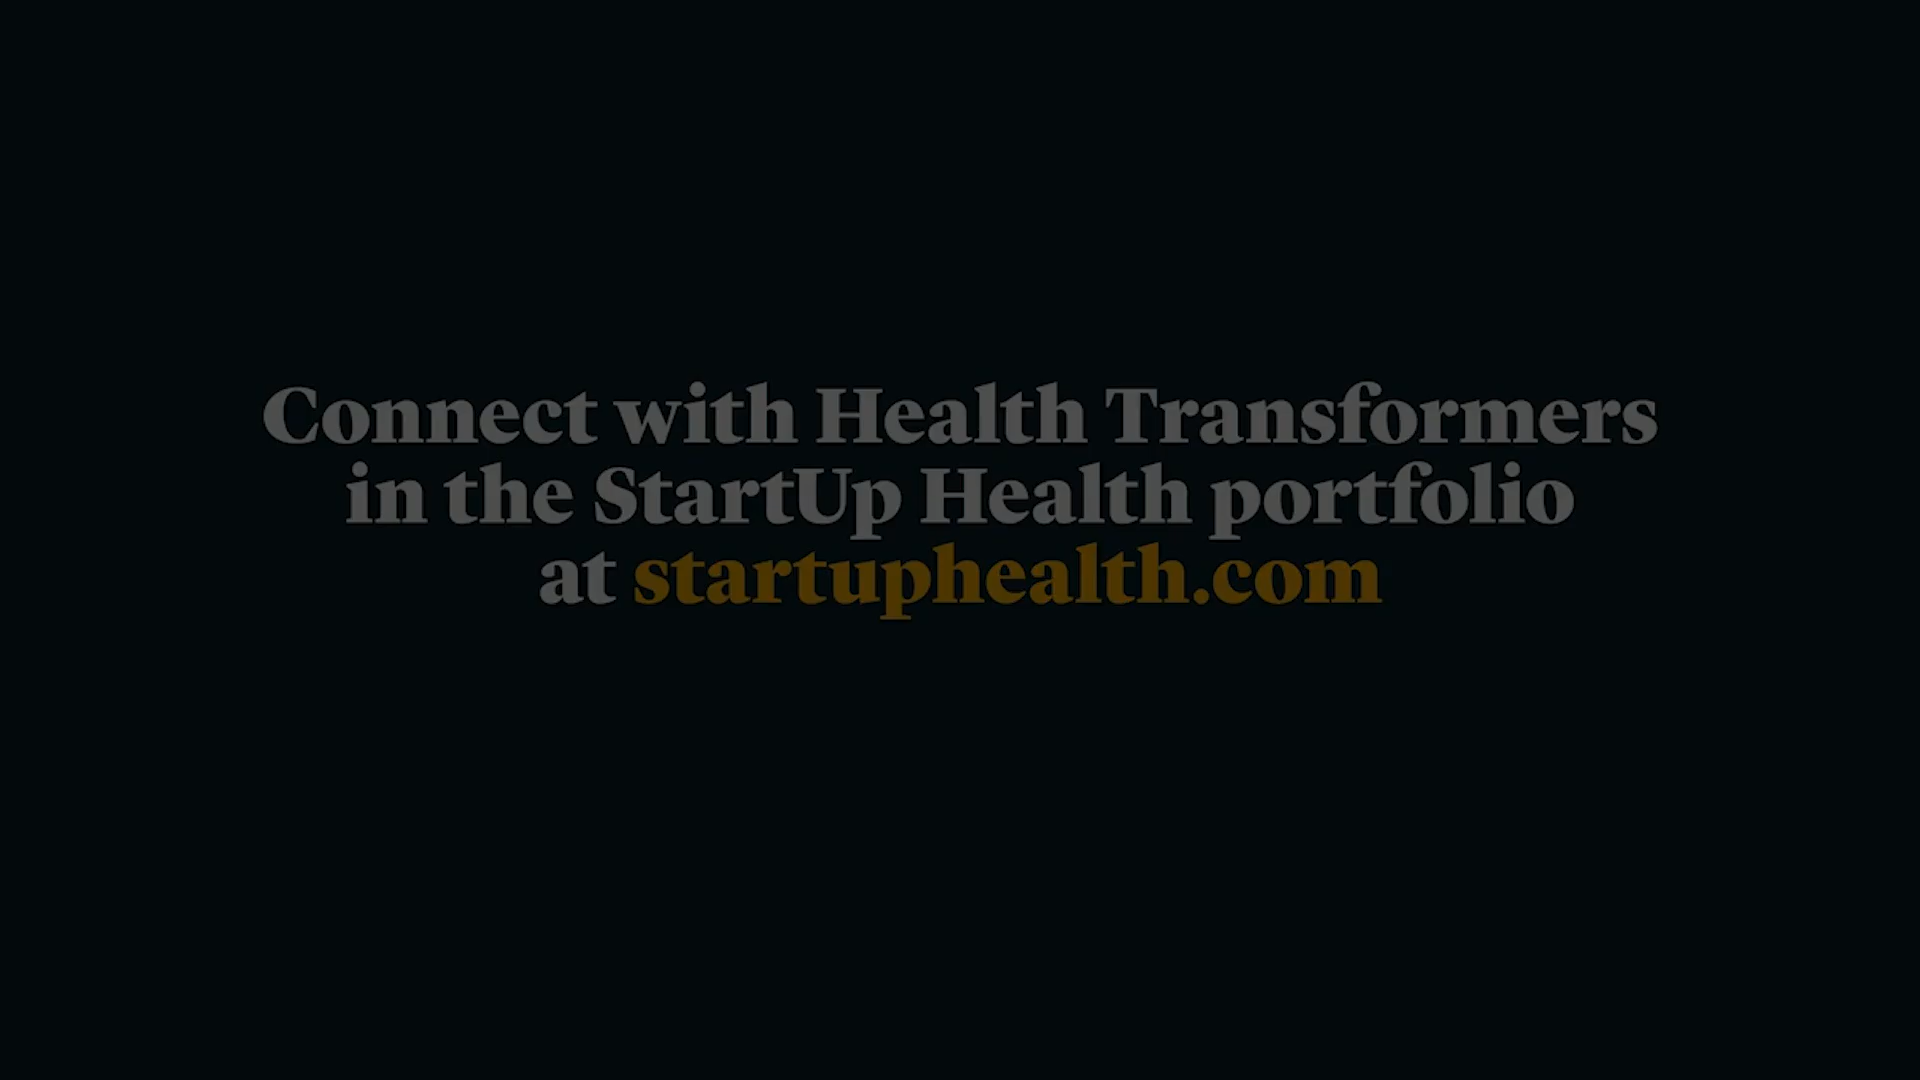 Connect with Health Transformers
in the StartUp Health portfolio
at startuphealth.com